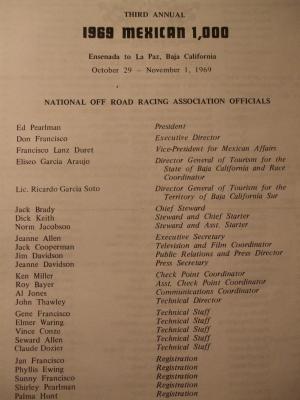 THIRD ANNUAL
1969 MEXICAN 1,000
Ensenada to La Paz, Baja California
October 29 – November 1, 1969
NATIONAL OFF ROAD RACING ASSOCIATION OFFICIALS
Ed Pearlman President
Don Francisco Executive Director
Francisco Lanz Duret Vice-President for Mexican Affairs
Eliseo Garcia Araujo Director General of Tourism for the
State of Baja California and Race
Coordinator
Lic. Ricardo Garcia Soto Director General of Tourism for the
Territory of Baja California Sur
Jack Brady Chief Steward
Dick Keith Steward and Chief Starter
Norm Jacobson Steward and Asst. Starter
Jeanne Allen Executive Secretary
Jack Cooperman Television and Film Coordinator
Jim Davidson Public Relations and Press Director
Jeanne Davidson Press Secretary
Ken Miller Check Point Coordinator
Roy Bayer Asst. Check Point Coordinator
Al Jones Communications Coordinator
John Thawley Technical Director
Gene Francisco Technical Staff
Elmer Waring Technical Staff
Vince Conze Technical Staff
Seward Allen Technical Staff
Claude Dozier Technical Staff
Jan Francisco Registration
Phyllis Ewing Registration
Sunny Francisco Registration
Shirley Pearlman Registration
Palma Hunt Registration